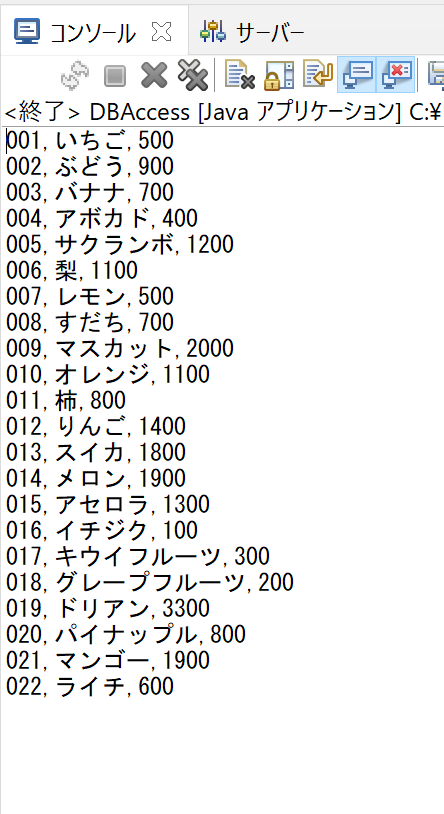 コンソール サーバー
<終了> DBAccess [Java アプリケーション] C:¥
001,いちご,500
002,ぶどう,900
003,バナナ,700
004,アボカド,400
005,サクランボ,1200
006,梨,1100
007,レモン,500
008,すだち,700
009,マスカット,2000
010,オレンジ,1100
011,柿,800
012,りんご,1400
013,スイカ,1800
014,メロン,1900
015,アセロラ,1300
016,イチジク,100
017,キウイフルーツ,300
018,グレープフルーツ,200
019,ドリアン,3300
020,パイナップル,800
021,マンゴー,1900
022,ライチ,600